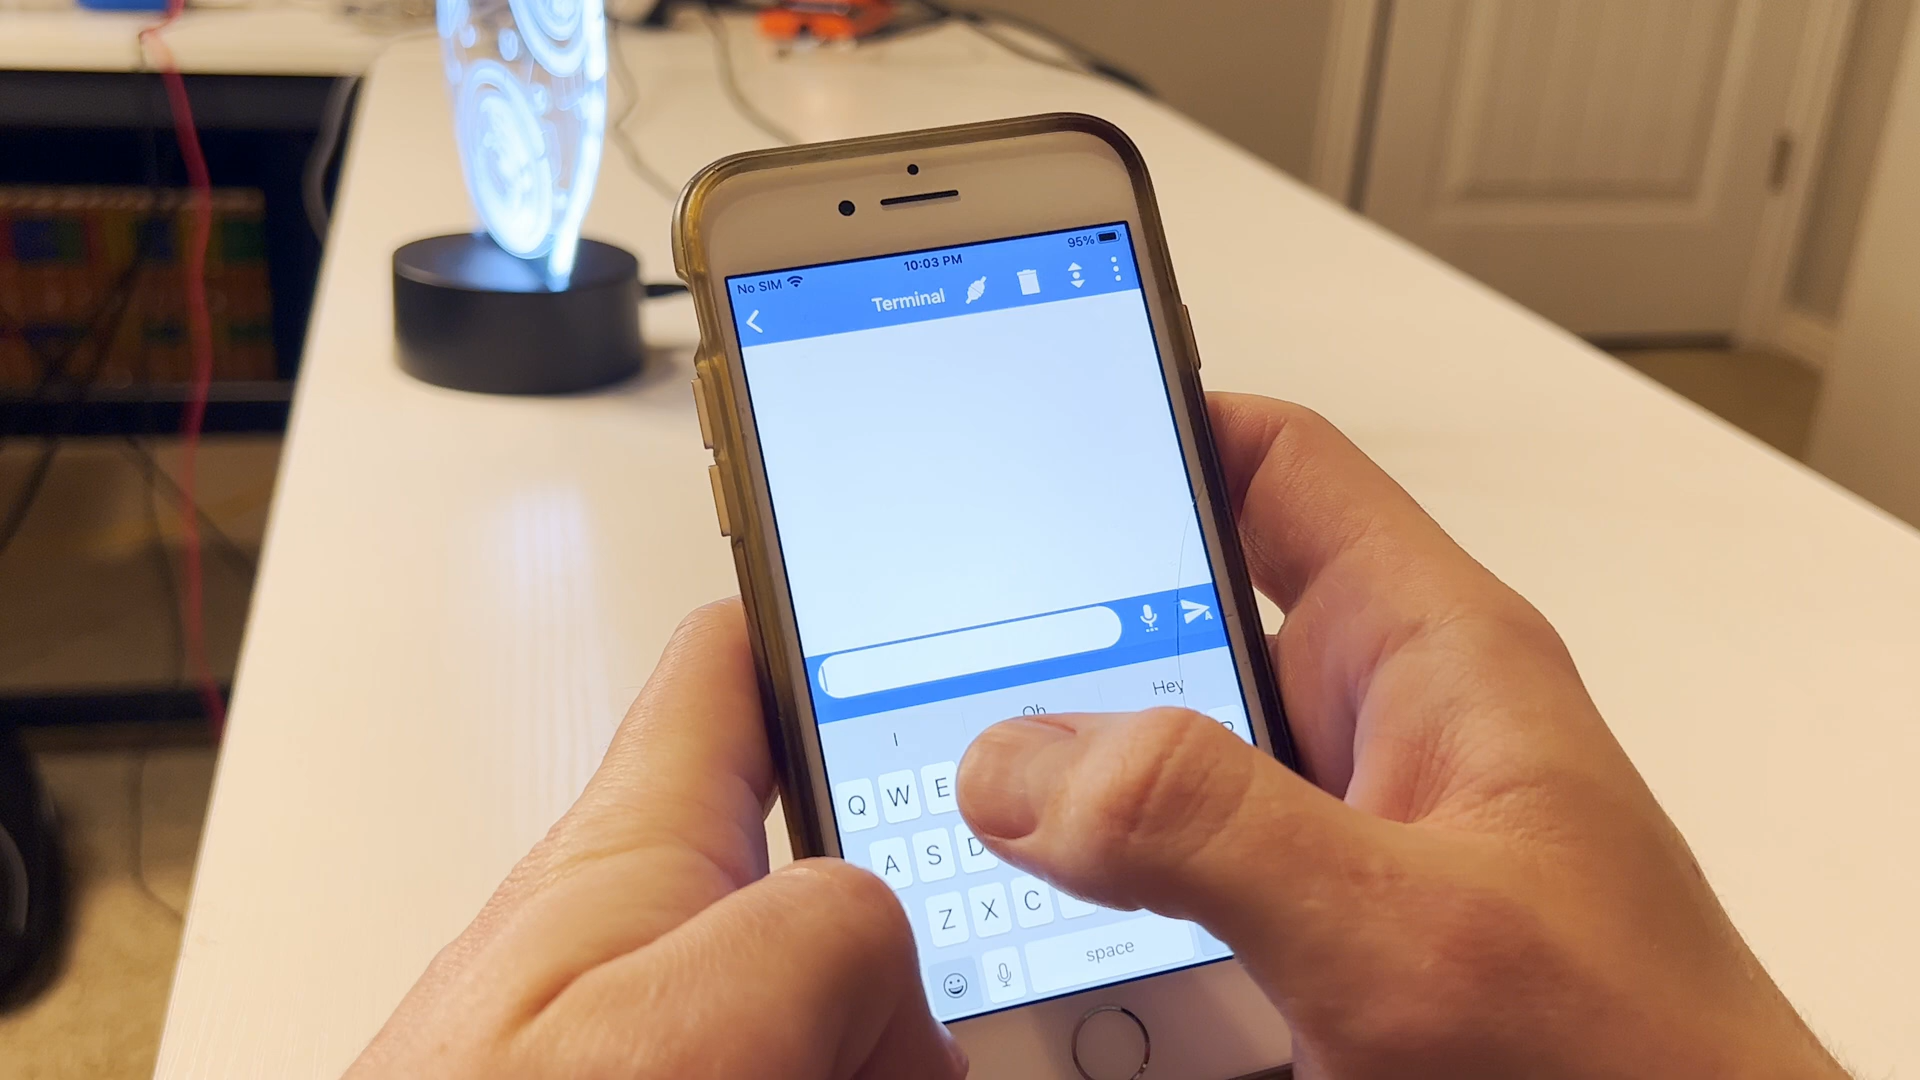 No SIM 10:03 PM 95%
Terminal
A
I Oh Hey
Q W E P
A S D
Z X C
space